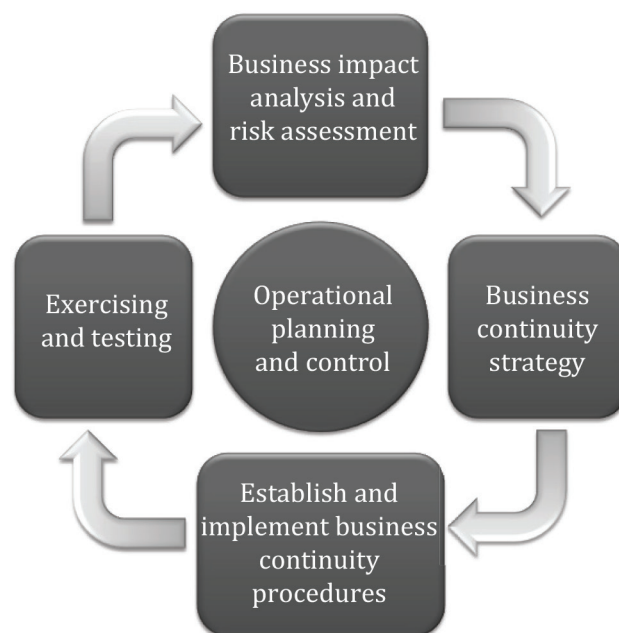 Business impact
analysis and
risk assessment
Exercising
and testing
Operational
planning
and control
Business
continuity
strategy
Establish and
implement business
continuity
procedures